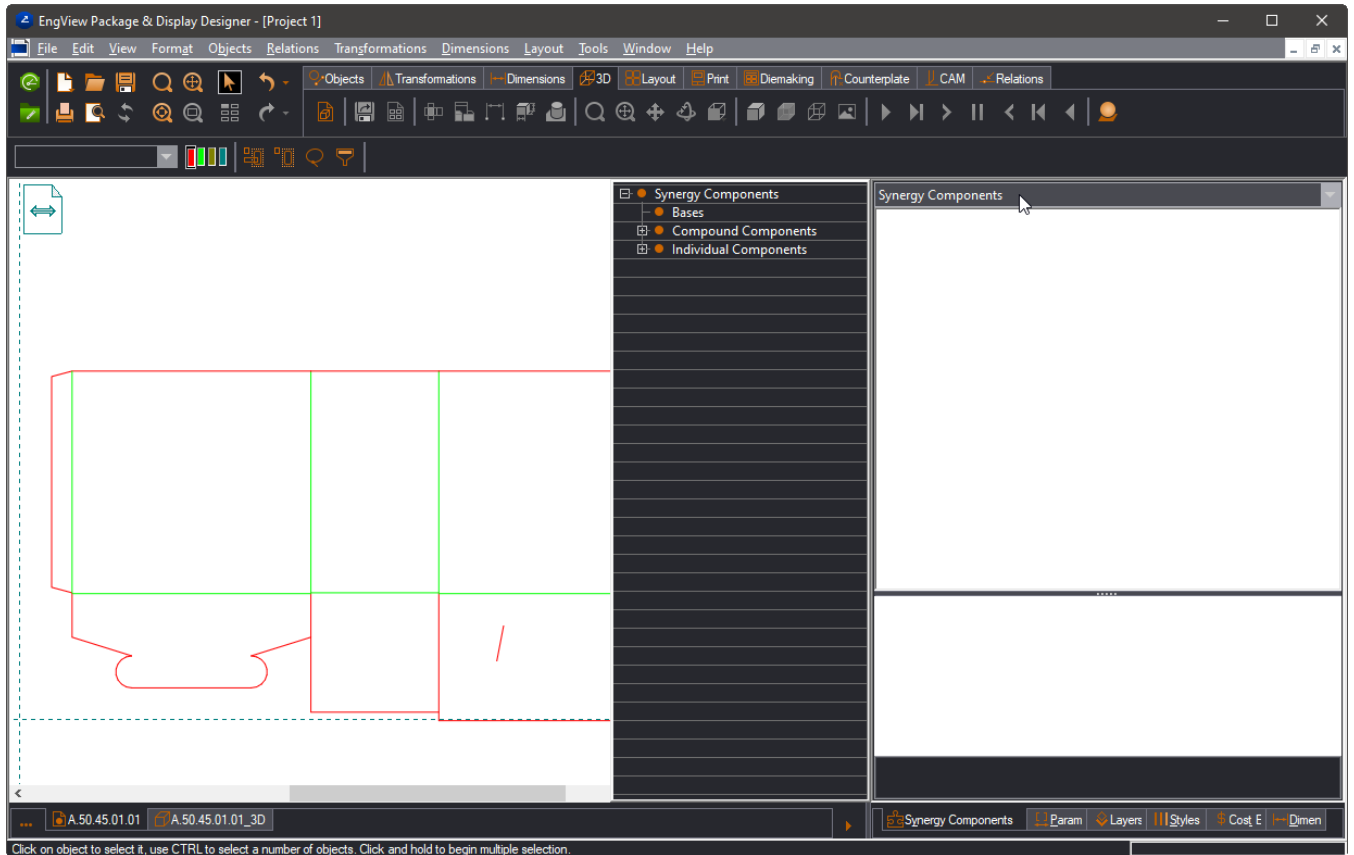 EngView Package & Display Designer - [Project 1]
File Edit View Format Objects Relations Transformations Dimensions Layout Tools Window Help
Objects Transformations Dimensions 3D Layout Print Diemaking Counterplate CAM Relations
Synergy Components
Bases
Compound Components
Individual Components
Synergy Components
... A.50.45.01.01 A.50.45.01.01_3D
Synergy Components Param Layers Styles Cost E Dimen
Click on object to select it, use CTRL to select a number of objects. Click and hold to begin multiple selection.